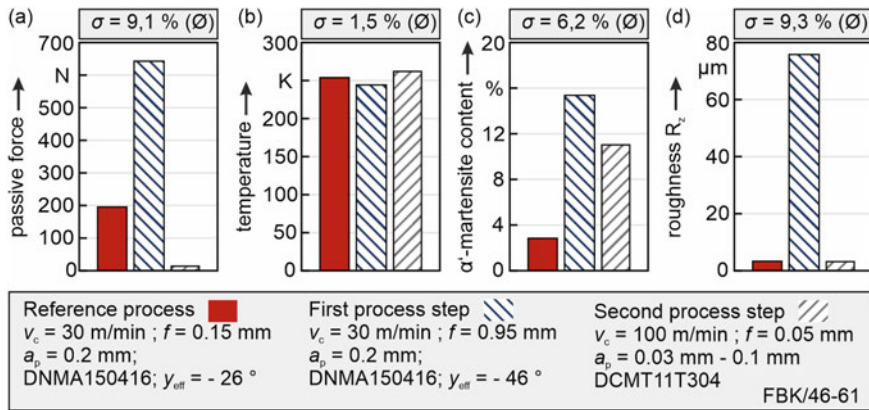 (a) σ = 9,1 % (Ø)
(b) σ = 1,5 % (Ø)
(c) σ = 6,2 % (Ø)
(d) σ = 9,3 % (Ø)
passive force
700
N
500
400
300
200
100
0
temperature
300
K
200
150
100
50
0
α'-martensite content
20
%
12
8
4
0
roughness Rz
80
µm
60
40
20
0
Reference process
vc = 30 m/min ; f = 0.15 mm
ap = 0.2 mm;
DNMA150416; yeff = - 26 °
First process step
vc = 30 m/min ; f = 0.95 mm
ap = 0.2 mm;
DNMA150416; yeff = - 46 °
Second process step
vc = 100 m/min ; f = 0.05 mm
ap = 0.03 mm - 0.1 mm
DCMT11T304
FBK/46-61